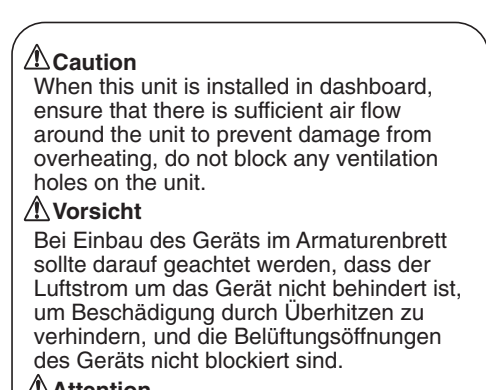 ⚠Caution
When this unit is installed in dashboard,
ensure that there is sufficient air flow
around the unit to prevent damage from
overheating, do not block any ventilation
holes on the unit.
⚠Vorsicht
Bei Einbau des Geräts im Armaturenbrett
sollte darauf geachtet werden, dass der
Luftstrom um das Gerät nicht behindert ist,
um Beschädigung durch Überhitzen zu
verhindern, und die Belüftungsöffnungen
des Geräts nicht blockiert sind.
⚠Attention